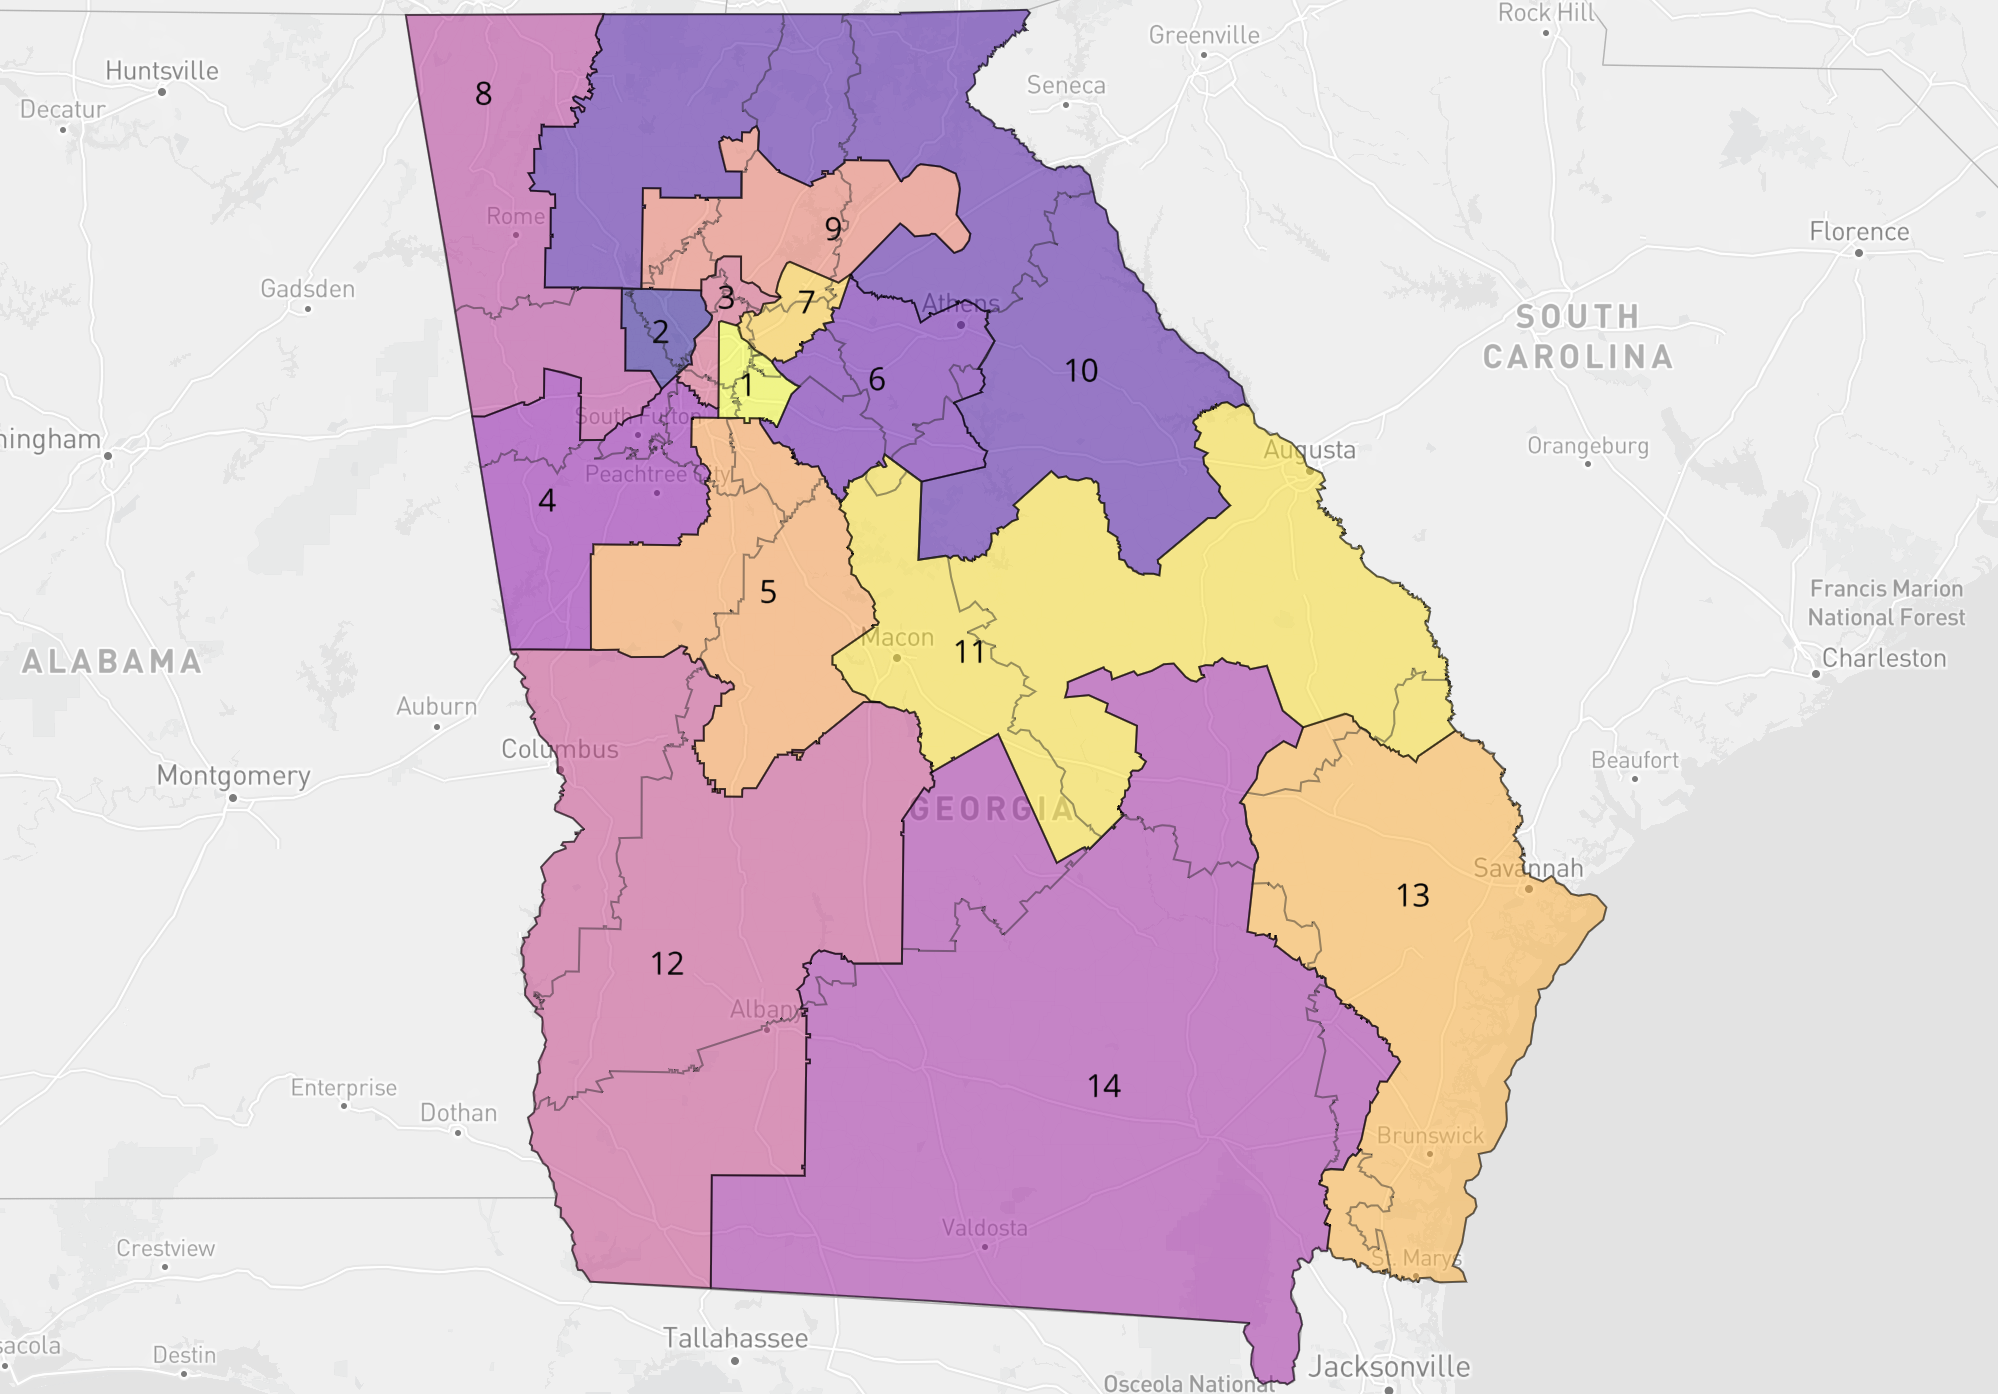 Rock Hill
Greenville
Huntsville
Seneca
8
Decatur
Rome
9
Florence
Gadsden
3
7
Athens
SOUTH
CAROLINA
2
10
1
6
South Fulton
ningham
Augusta
Orangeburg
Peachtree City
4
Francis Marion
National Forest
5
Macon
11
ALABAMA
Charleston
Auburn
Columbus
Montgomery
Beaufort
GEORGIA
Savannah
13
12
Albany
14
Enterprise
Dothan
Brunswick
Valdosta
Crestview
St. Marys
Tallahassee
sacola
Destin
Jacksonville
Osceola National